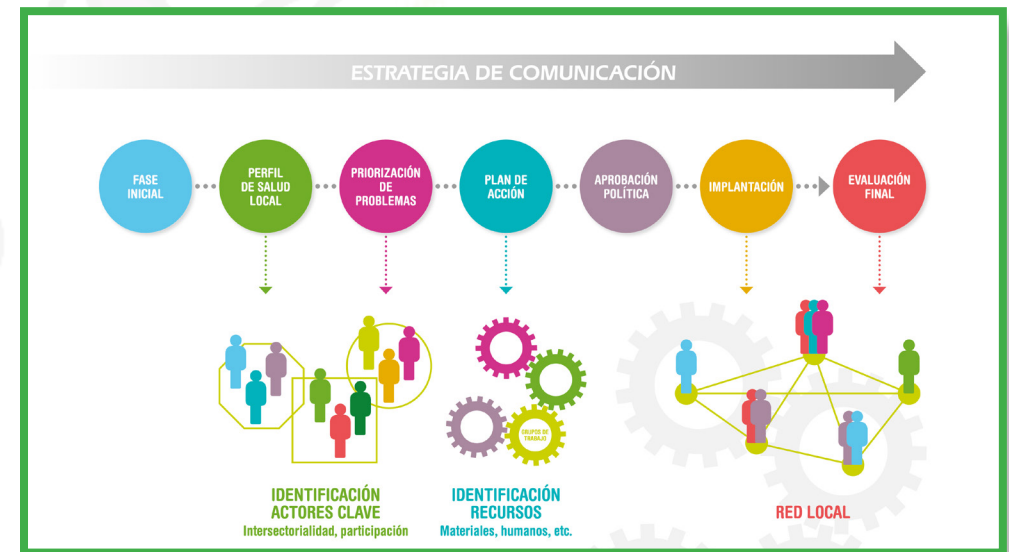 ESTRATEGIA DE COMUNICACIÓN
FASE
INICIAL
PERFIL
DE SALUD
LOCAL
PRIORIZACIÓN
DE
PROBLEMAS
PLAN DE
ACCIÓN
APROBACIÓN
POLÍTICA
IMPLANTACIÓN
EVALUACIÓN
FINAL
GRUPOS DE
TRABAJO
IDENTIFICACIÓN
ACTORES CLAVE
Intersectorialidad, participación
IDENTIFICACIÓN
RECURSOS
Materiales, humanos, etc.
RED LOCAL